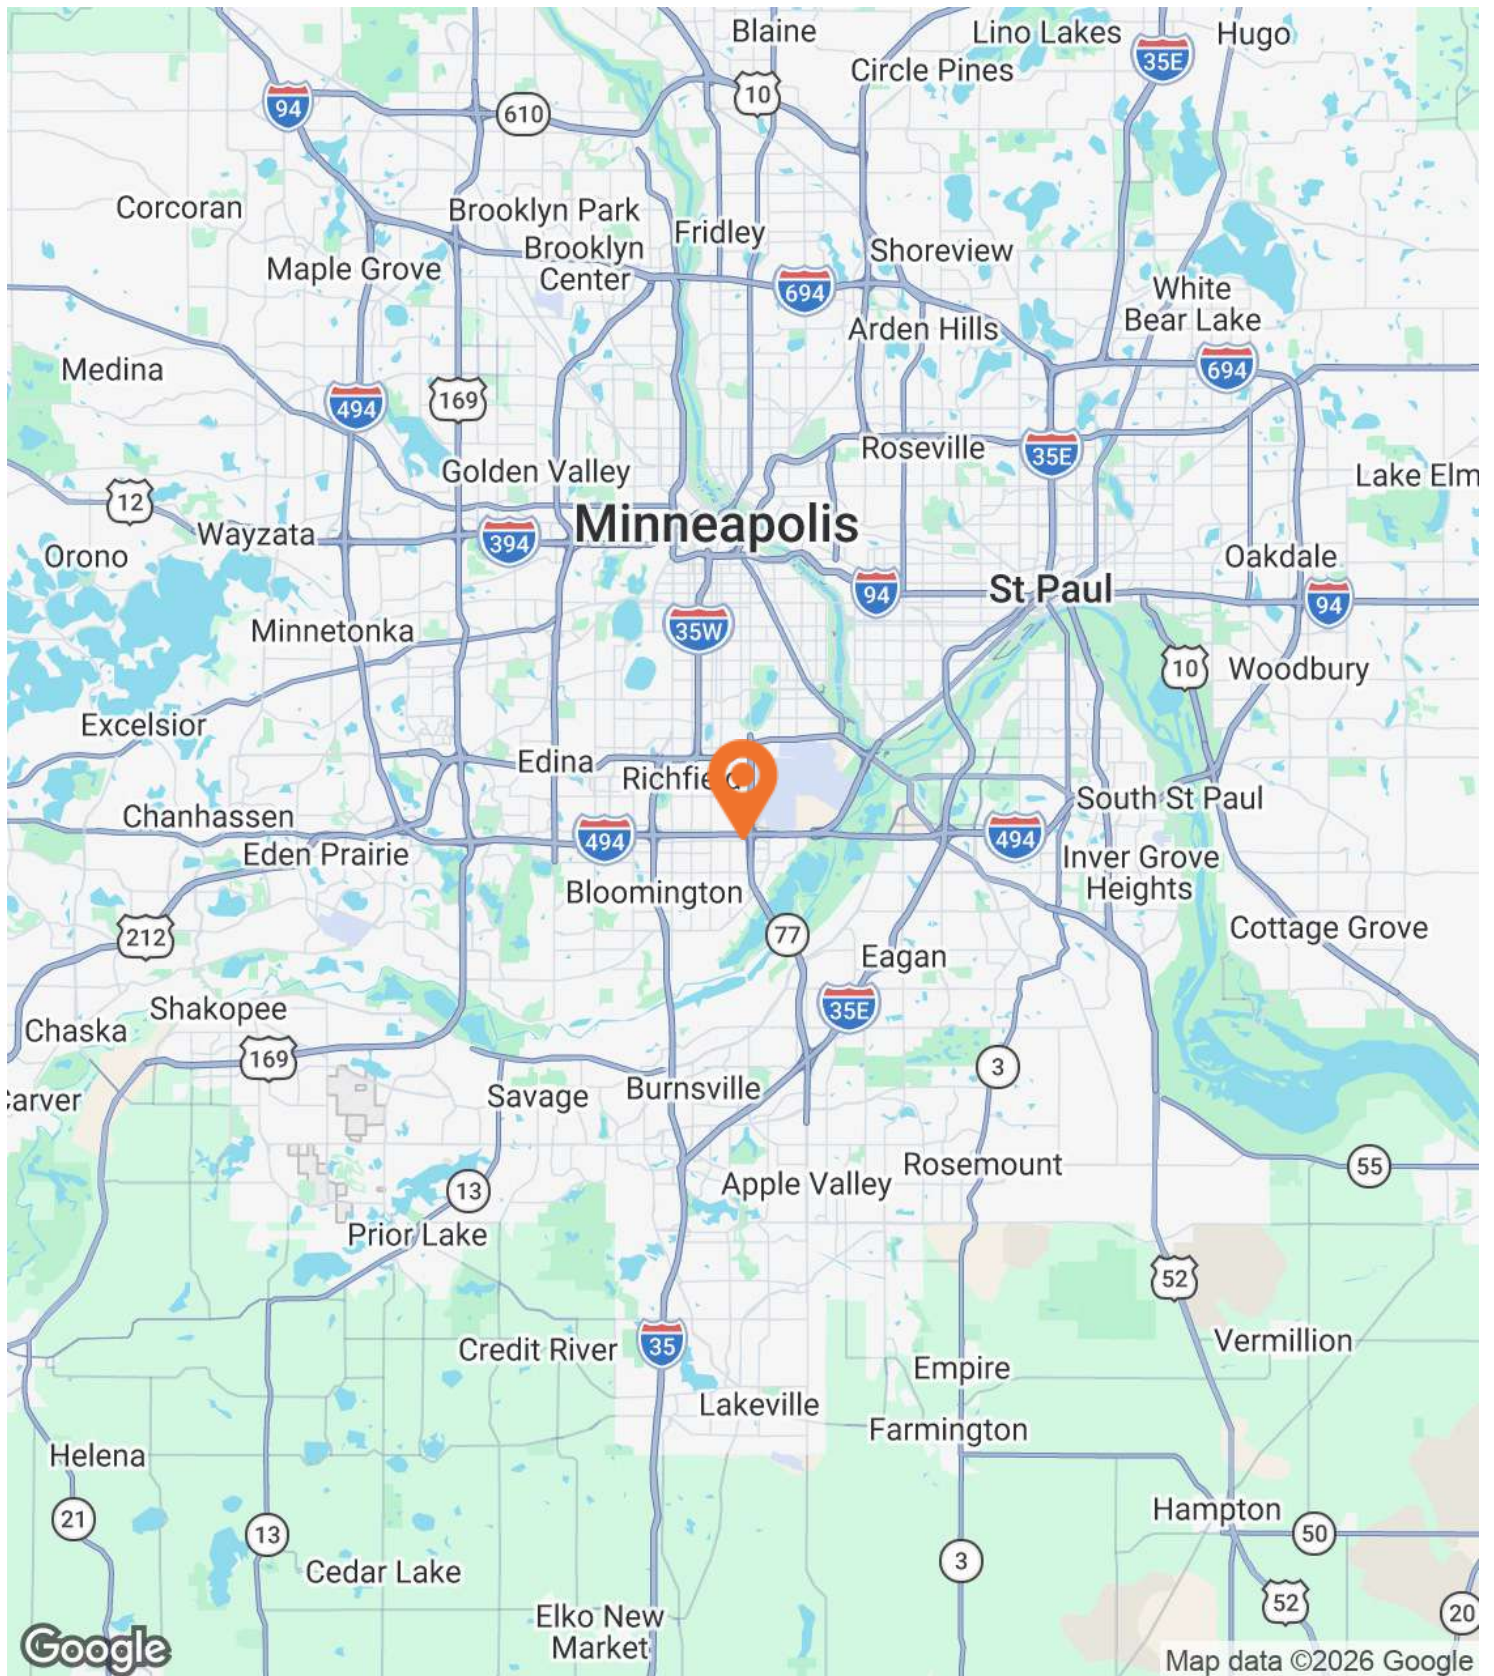 Blaine
Lino Lakes
Hugo
35E
Circle Pines
94
10
610
Corcoran
Brooklyn Park
Fridley
Brooklyn
Center
Shoreview
Maple Grove
694
White
Bear Lake
Arden Hills
Medina
694
494
169
Roseville
35E
Golden Valley
Lake Elm
12
Minneapolis
Wayzata
394
Orono
Oakdale
St Paul
94
94
Minnetonka
35W
10
Woodbury
Excelsior
Edina
Richfield
South St Paul
Chanhassen
494
494
Eden Prairie
Inver Grove
Heights
Bloomington
212
77
Cottage Grove
Eagan
Shakopee
35E
Chaska
169
3
Burnsville
Savage
arver
Rosemount
55
Apple Valley
13
Prior Lake
52
Vermillion
Credit River
35
Empire
Lakeville
Farmington
Helena
Hampton
21
13
50
3
Cedar Lake
52
20
Elko New
Market
Google
Map data ©2026 Google